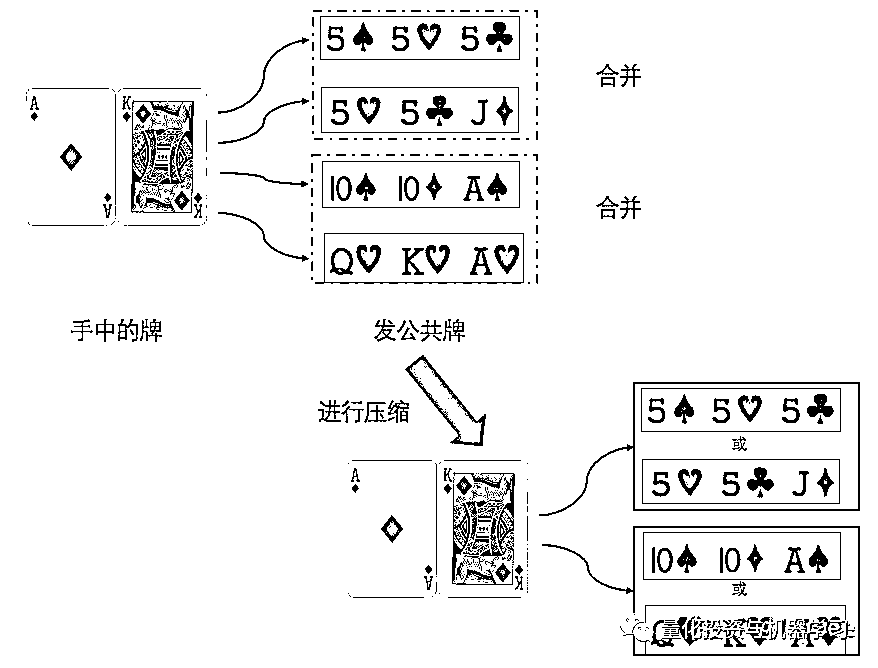 5♠ 5♥ 5♣
合并
A♦ K♦
5♥ 5♣ J♦
10♠ 10♦ A♠
合并
Q♥ K♥ A♥
手中的牌
发公共牌
进行压缩
5♠ 5♥ 5♣
或
A♦ K♦
5♥ 5♣ J♦
10♠ 10♦ A♠
或
Q♥ K♥ A♥
量化投资与机器学习